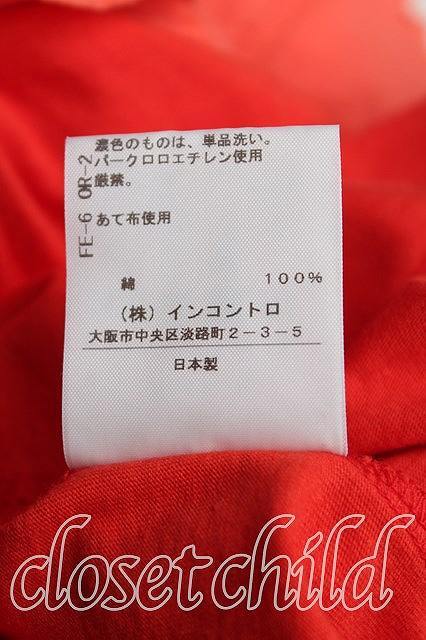 濃色のものは、単品洗い。
パークロロエチレン使用
厳禁。
あて布使用
FE-6 OR-2
綿 100%
(株)インコントロ
大阪市中央区淡路町2-3-5
日本製
closet child